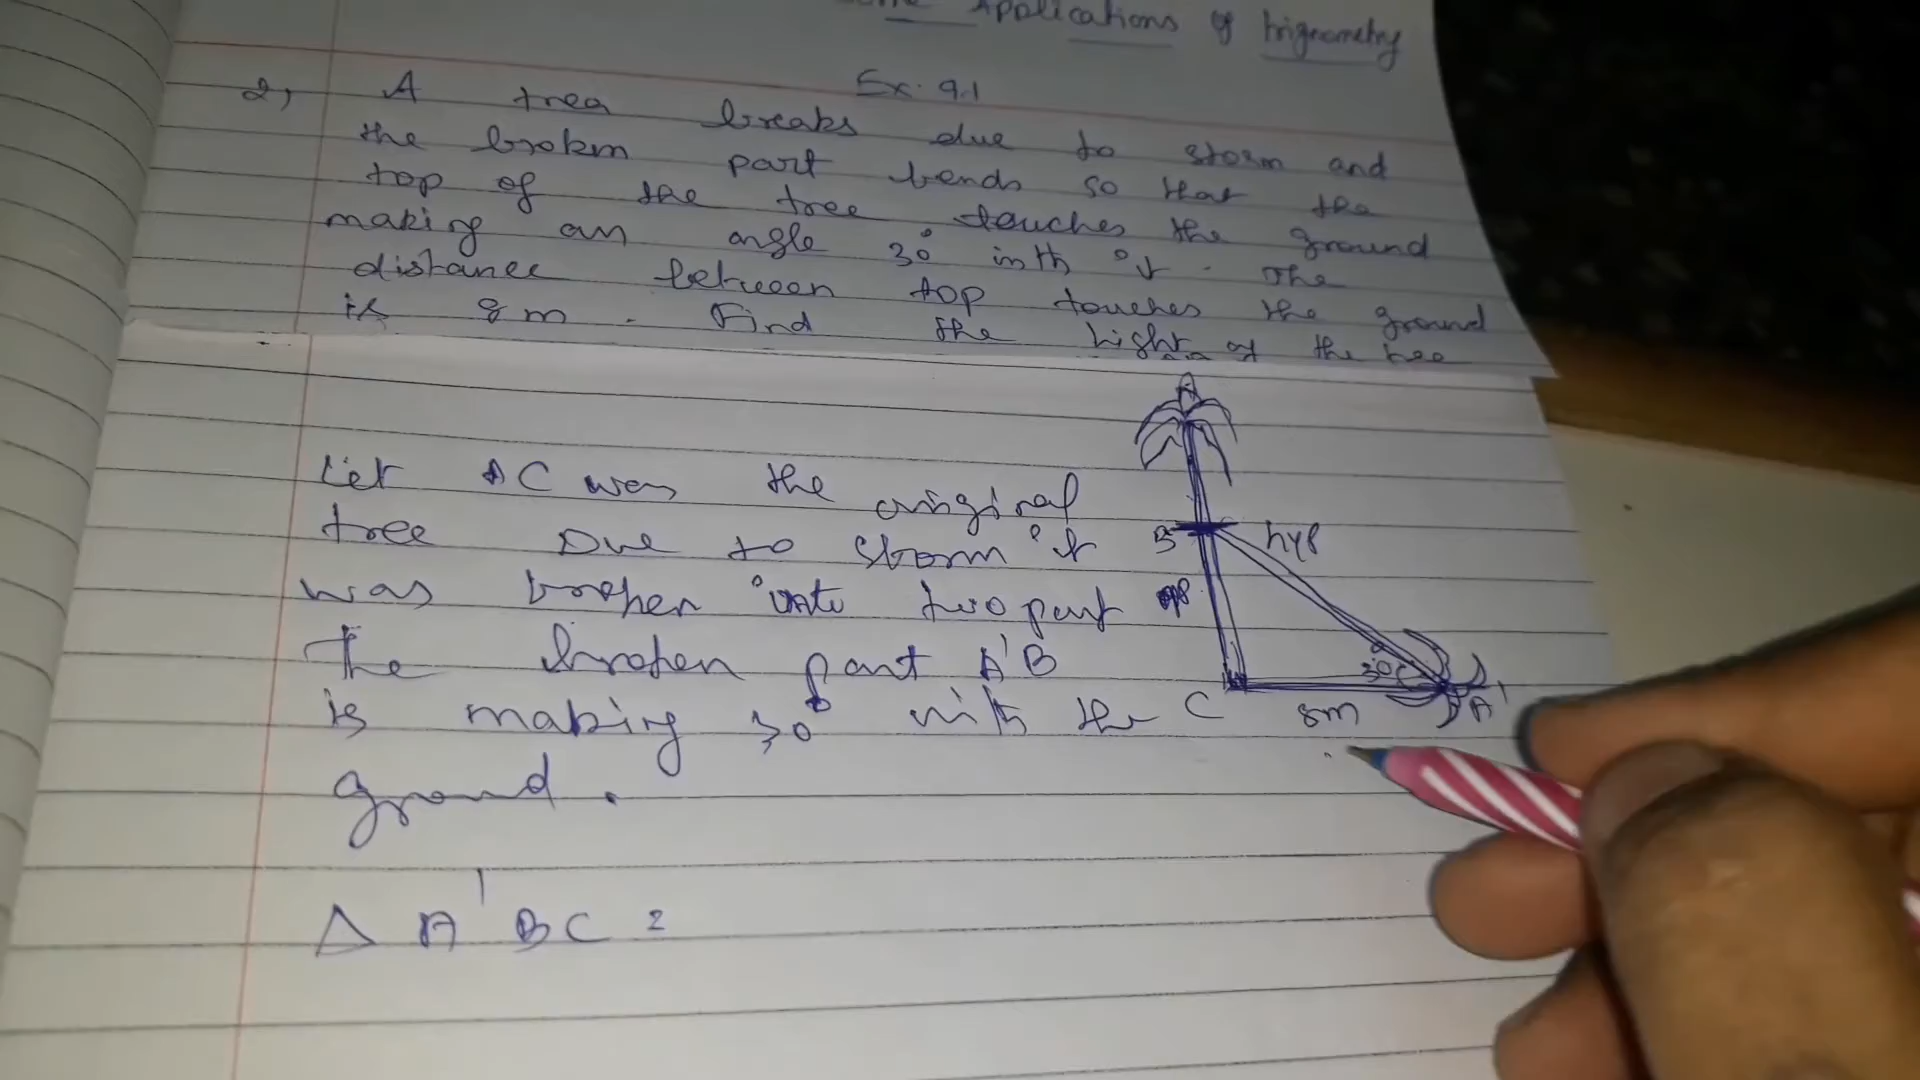 Applications of trigeometry
Ex. 9.1
2, A tree breaks due to storm and
the broken part bends so that the
top of the tree touches the ground
making an angle 30° with it. The
distance between top touches the ground
is 8m. Find the hight of the tree
A
Let AC was the original
tree Due to storm it
was broken into two part
The broken part A'B
is making 30° with the
ground.
B hyp
30°
C 8m A'
Δ A'BC =